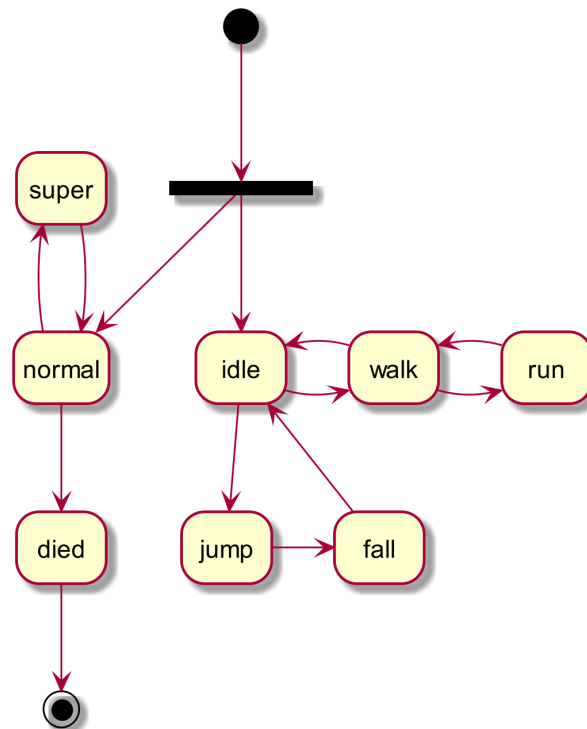 super
normal
idle
walk
run
died
jump
fall